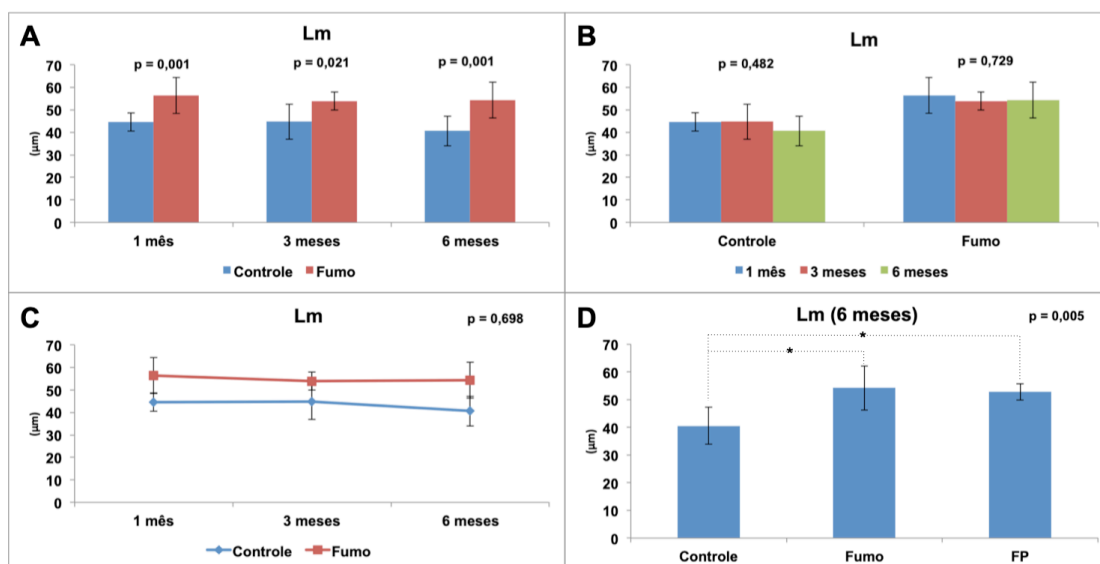 A
Lm
p = 0,001
p = 0,021
p = 0,001
70
60
50
40
30
20
10
0
(µm)
1 mês
3 meses
6 meses
Controle
Fumo
B
Lm
p = 0,482
p = 0,729
70
60
50
40
30
20
10
0
(µm)
Controle
Fumo
1 mês
3 meses
6 meses
C
Lm
p = 0,698
70
60
50
40
30
20
10
0
(µm)
1 mês
3 meses
6 meses
Controle
Fumo
D
Lm (6 meses)
p = 0,005
*
*
70
60
50
40
30
20
10
0
(µm)
Controle
Fumo
FP